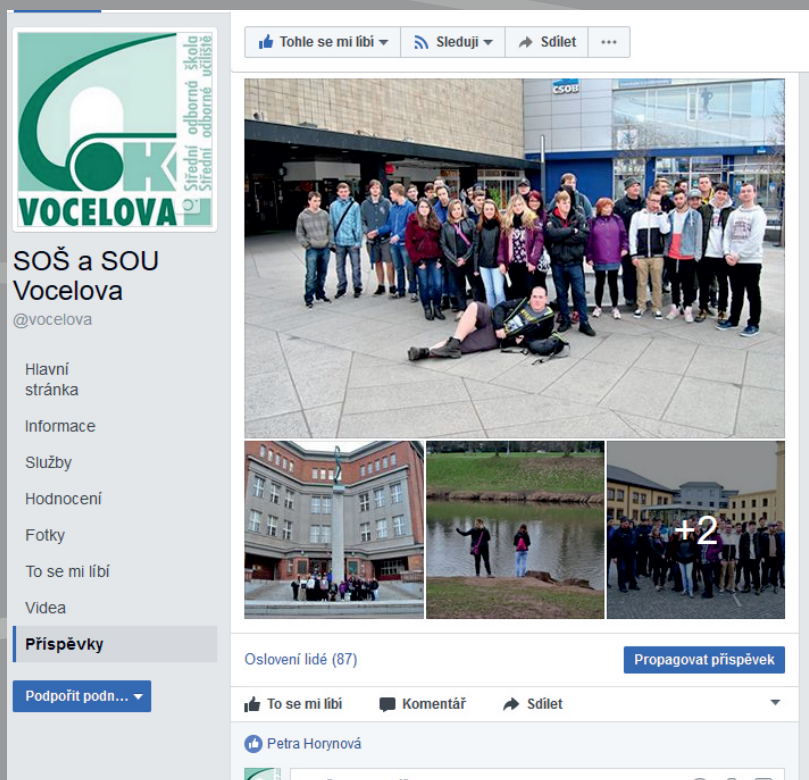 Střední odborná škola
Střední odborné učiliště
OK
VOCELOVA
SOŠ a SOU
Vocelova
@vocelova
Hlavní
stránka
Informace
Služby
Hodnocení
Fotky
To se mi líbí
Videa
Příspěvky
Podpořit podn...
Tohle se mi líbí
Sleduji
Sdílet
ČSOB
+2
Oslovení lidé (87)
Propagovat příspěvek
To se mi líbí
Komentář
Sdílet
Petra Horynová